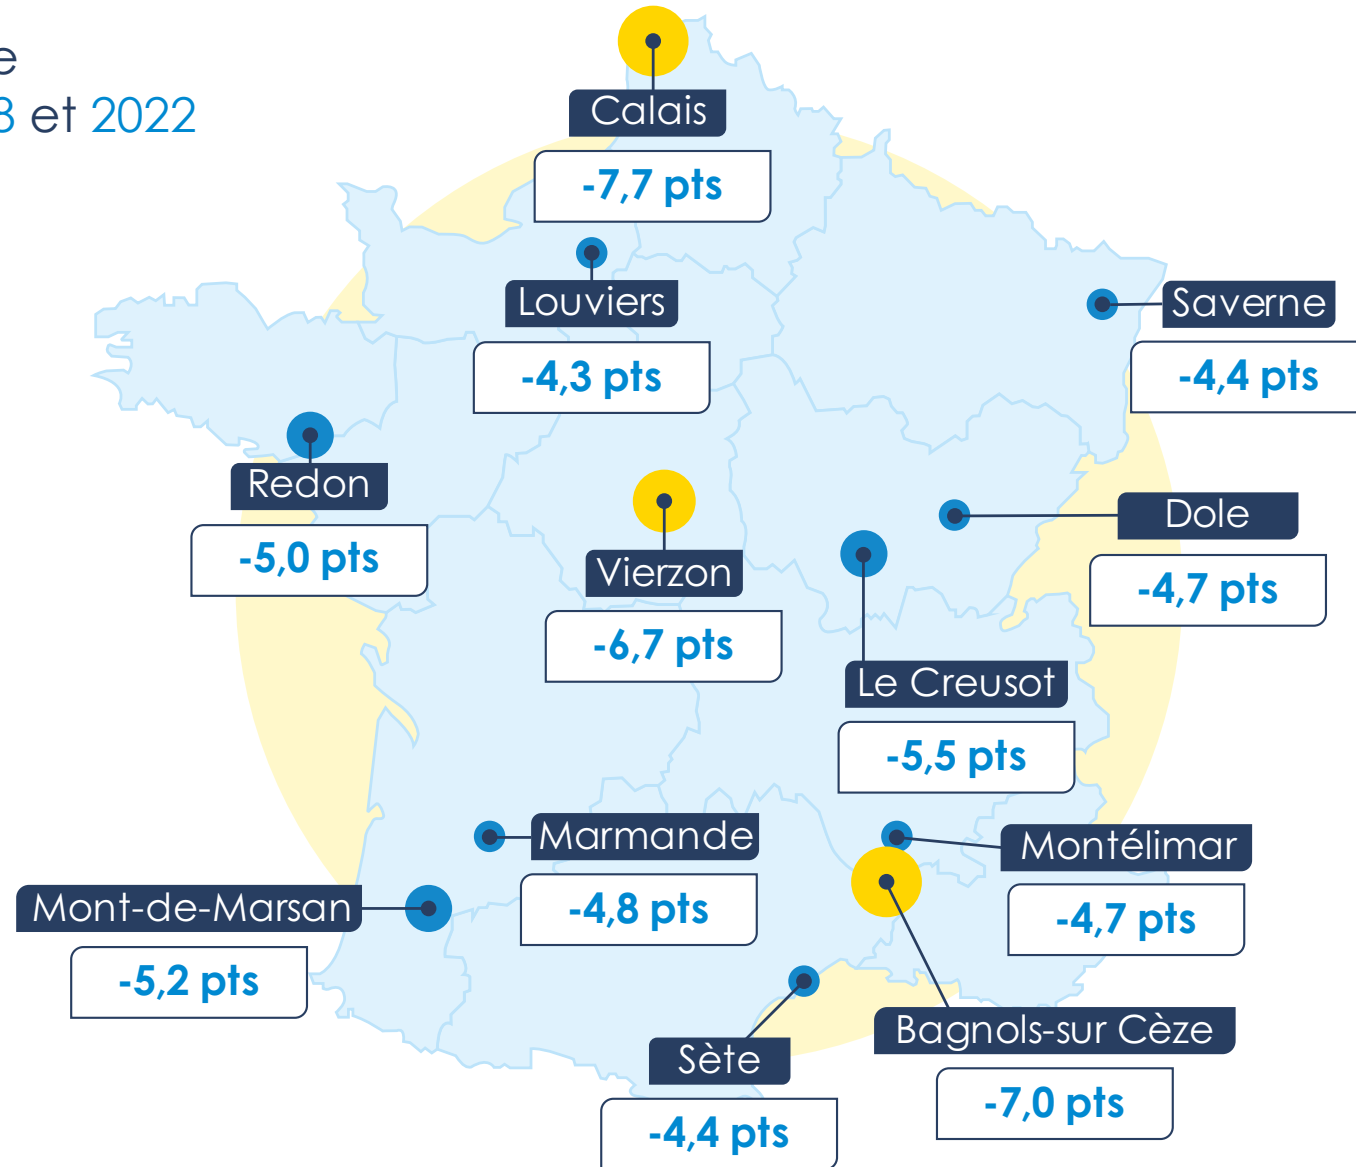 et 2022
Calais
-7,7 pts
Louviers
-4,3 pts
Saverne
-4,4 pts
Redon
-5,0 pts
Vierzon
-6,7 pts
Dole
-4,7 pts
Le Creusot
-5,5 pts
Marmande
-4,8 pts
Montélimar
-4,7 pts
Mont-de-Marsan
-5,2 pts
Bagnols-sur Cèze
-7,0 pts
Sète
-4,4 pts